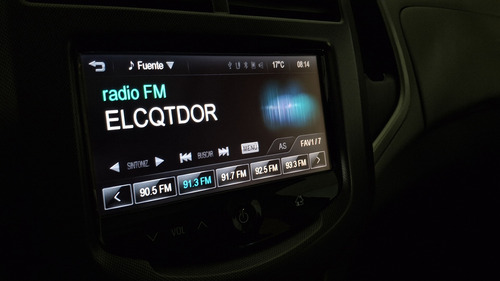 Fuente
17°C
08:14
radio FM
ELCQTDOR
SINTONIZ
BUSCAR
MENU
AS
FAV1/7
90.5 FM
91.3 FM
91.7 FM
92.5 FM
93.3 FM
VOL